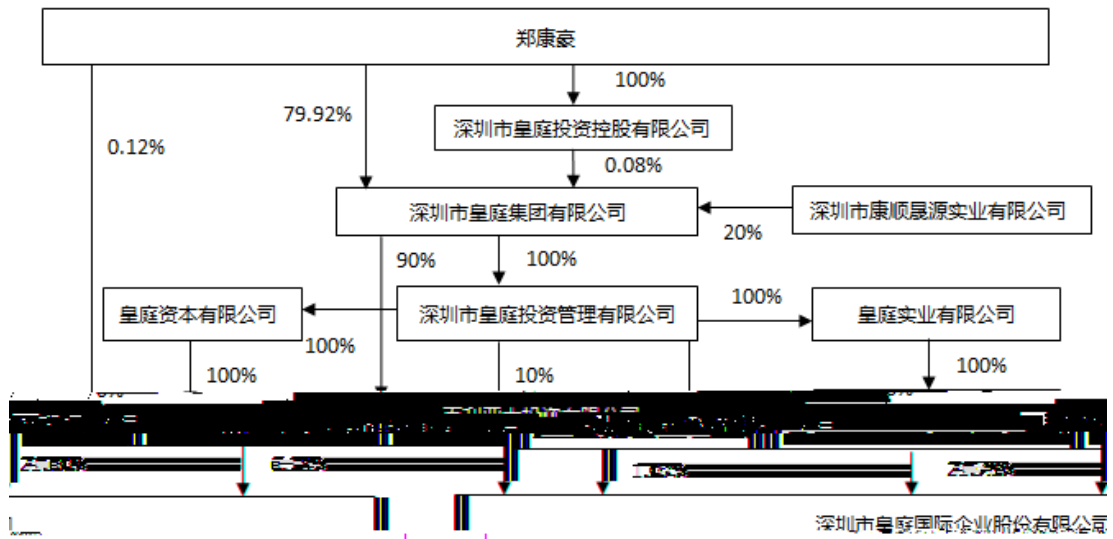 郑康豪
100%
79.92%
深圳市皇庭投资控股有限公司
0.12%
0.08%
深圳市皇庭集团有限公司
深圳市康顺晟源实业有限公司
20%
90%
100%
皇庭资本有限公司
深圳市皇庭投资管理有限公司
100%
皇庭实业有限公司
100%
100%
10%
100%
深圳市皇庭国际企业股份有限公司